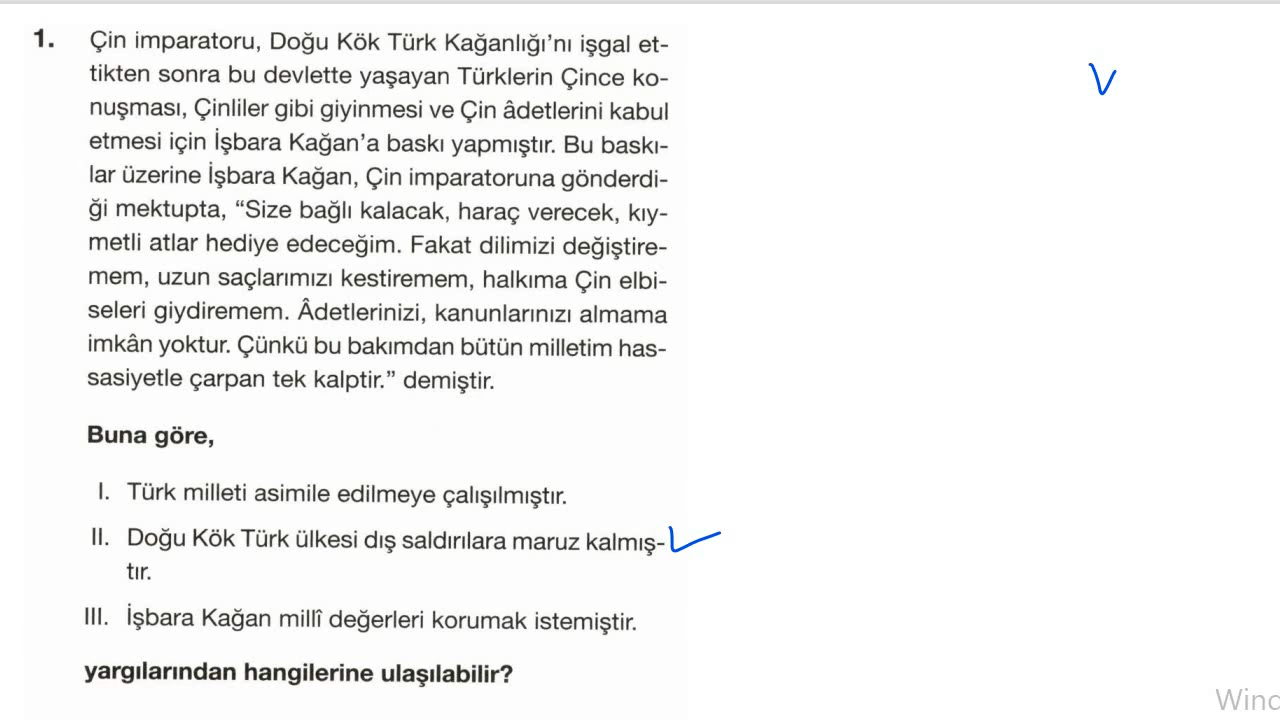 1. Çin imparatoru, Doğu Kök Türk Kağanlığı'nı işgal et-
tikten sonra bu devlette yaşayan Türklerin Çince ko-
nuşması, Çinliler gibi giyinmesi ve Çin âdetlerini kabul
etmesi için İşbara Kağan'a baskı yapmıştır. Bu baskı-
lar üzerine İşbara Kağan, Çin imparatoruna gönderdi-
ği mektupta, “Size bağlı kalacak, haraç verecek, kıy-
metli atlar hediye edeceğim. Fakat dilimizi değiştire-
mem, uzun saçlarımızı kestiremem, halkıma Çin elbi-
seleri giydiremem. Âdetlerinizi, kanunlarınızı almama
imkân yoktur. Çünkü bu bakımdan bütün milletim has-
sasiyetle çarpan tek kalptir.” demiştir.
Buna göre,
I. Türk milleti asimile edilmeye çalışılmıştır.
II. Doğu Kök Türk ülkesi dış saldırılara maruz kalmış-
tır.
III. İşbara Kağan millî değerleri korumak istemiştir.
yargılarından hangilerine ulaşılabilir?
Wind